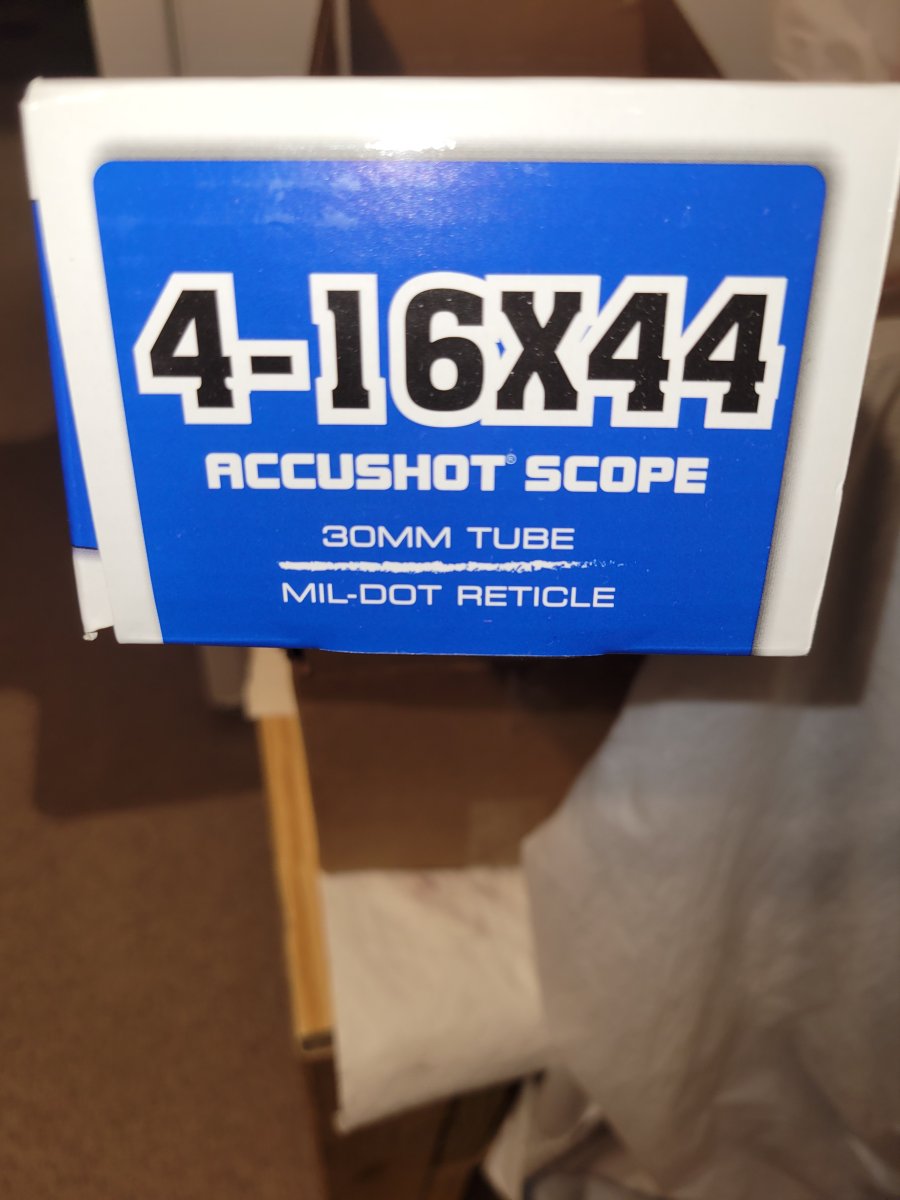 4-16X44
ACCUSHOT® SCOPE
30MM TUBE
MIL-DOT RETICLE